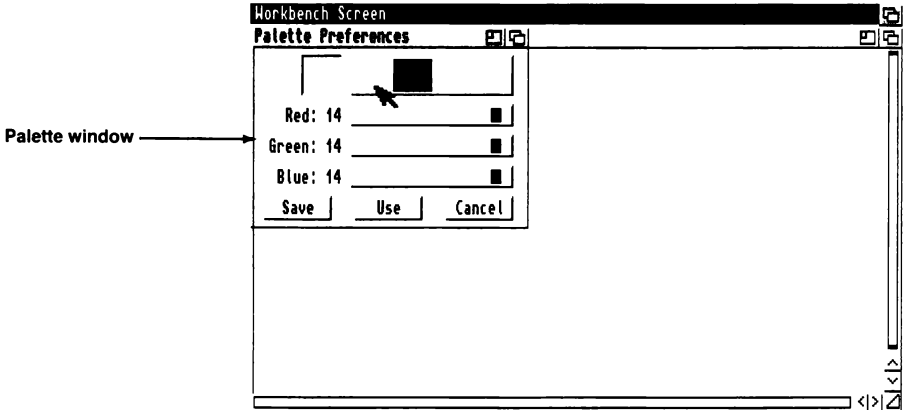 Workbench Screen
Palette Preferences
Red: 14
Palette window
Green: 14
Blue: 14
Save Use Cancel